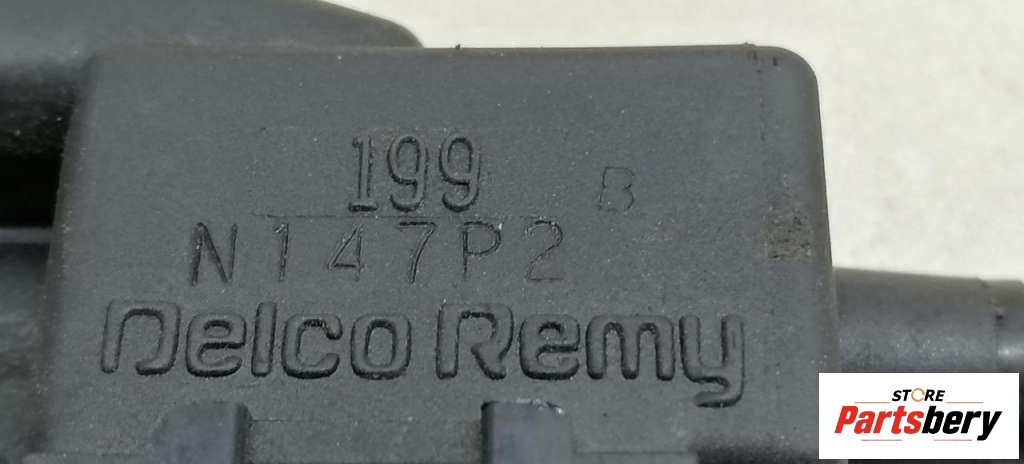 199 B
N147P2
Delco Remy
STORE
Partsbery